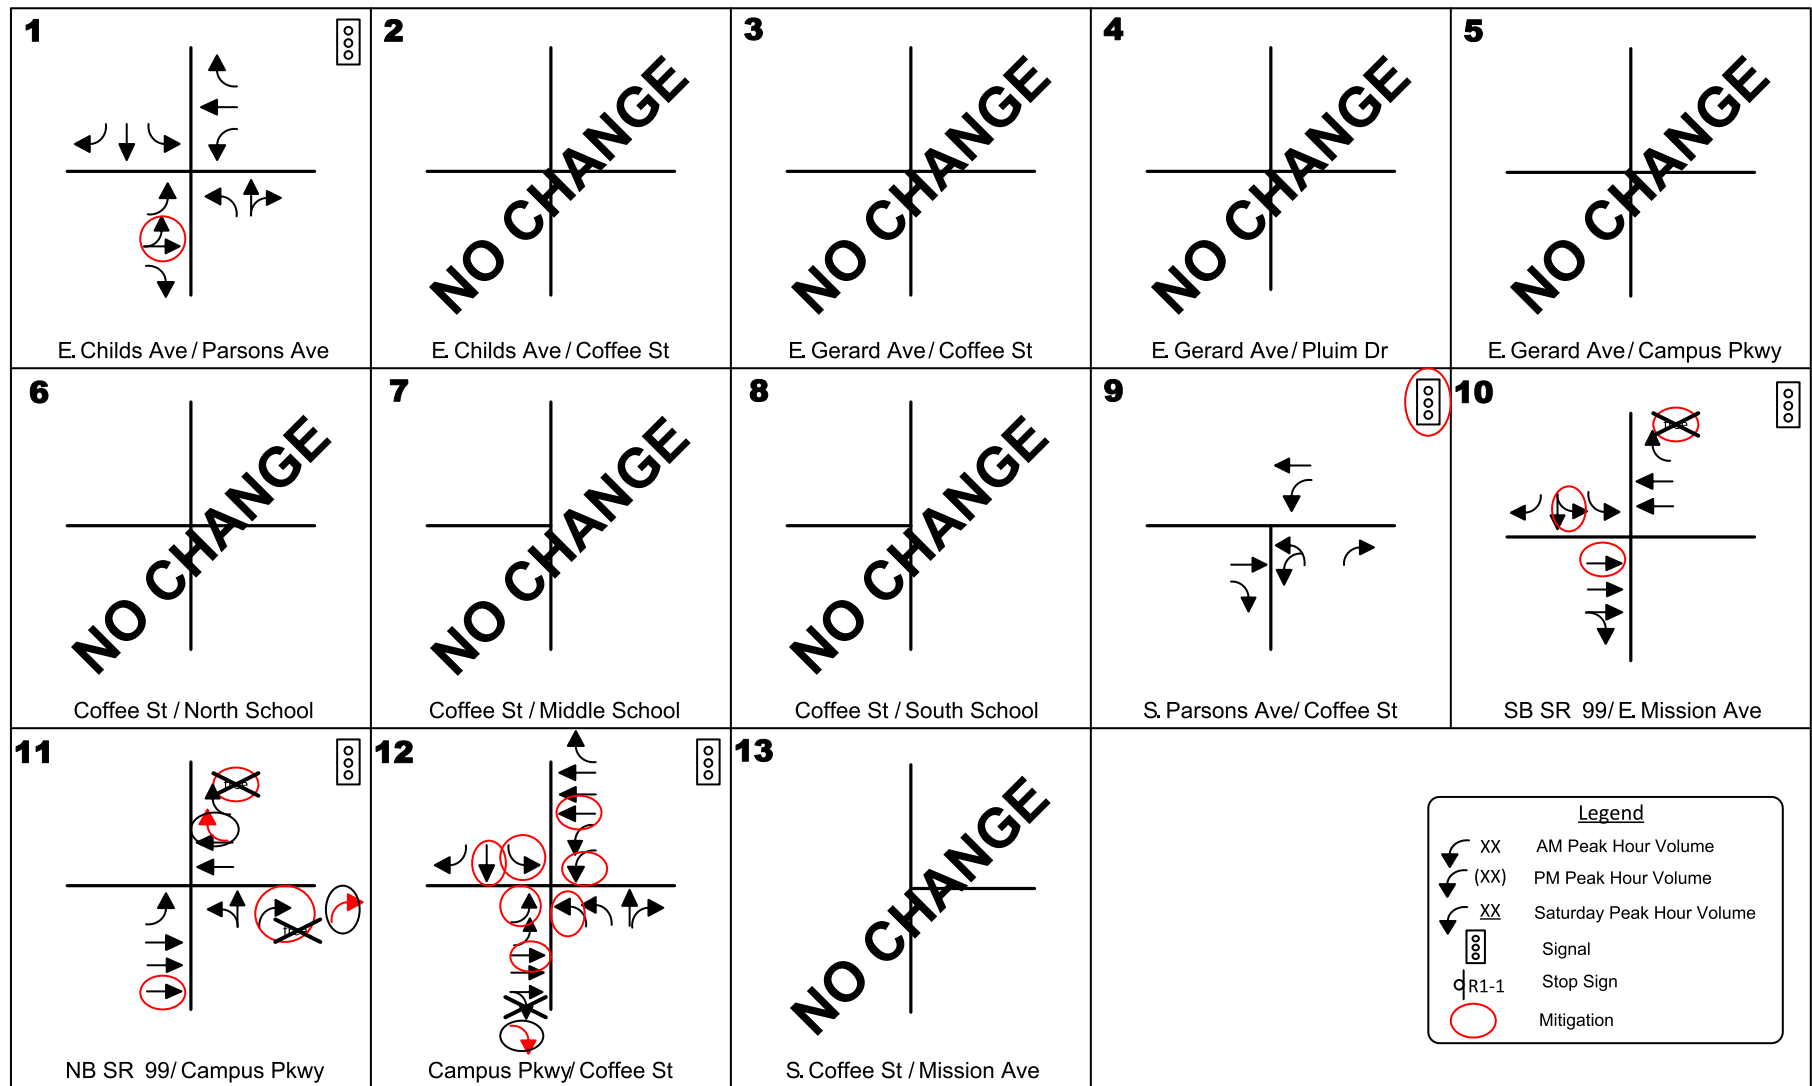 1
2
3
4
5
NO CHANGE
NO CHANGE
NO CHANGE
NO CHANGE
E. Childs Ave / Parsons Ave
E. Childs Ave / Coffee St
E. Gerard Ave / Coffee St
E. Gerard Ave / Pluim Dr
E. Gerard Ave / Campus Pkwy
6
7
8
9
10
NO CHANGE
NO CHANGE
NO CHANGE
Coffee St / North School
Coffee St / Middle School
Coffee St / South School
S. Parsons Ave/ Coffee St
SB SR 99/ E. Mission Ave
11
12
13
NO CHANGE
NB SR 99/ Campus Pkwy
Campus Pkwy/ Coffee St
S. Coffee St / Mission Ave
Legend
XX AM Peak Hour Volume
(XX) PM Peak Hour Volume
XX Saturday Peak Hour Volume
Signal
R1-1 Stop Sign
Mitigation